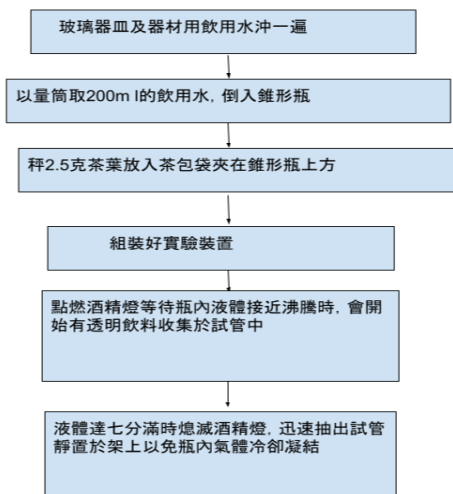 玻璃器皿及器材用飲用水沖一遍
以量筒取200m l的飲用水, 倒入錐形瓶
秤2.5克茶葉放入茶包袋夾在錐形瓶上方
組裝好實驗裝置
點燃酒精燈等待瓶內液體接近沸騰時, 會開
始有透明飲料收集於試管中
液體達七分滿時熄滅酒精燈, 迅速抽出試管
靜置於架上以免瓶內氣體冷卻凝結